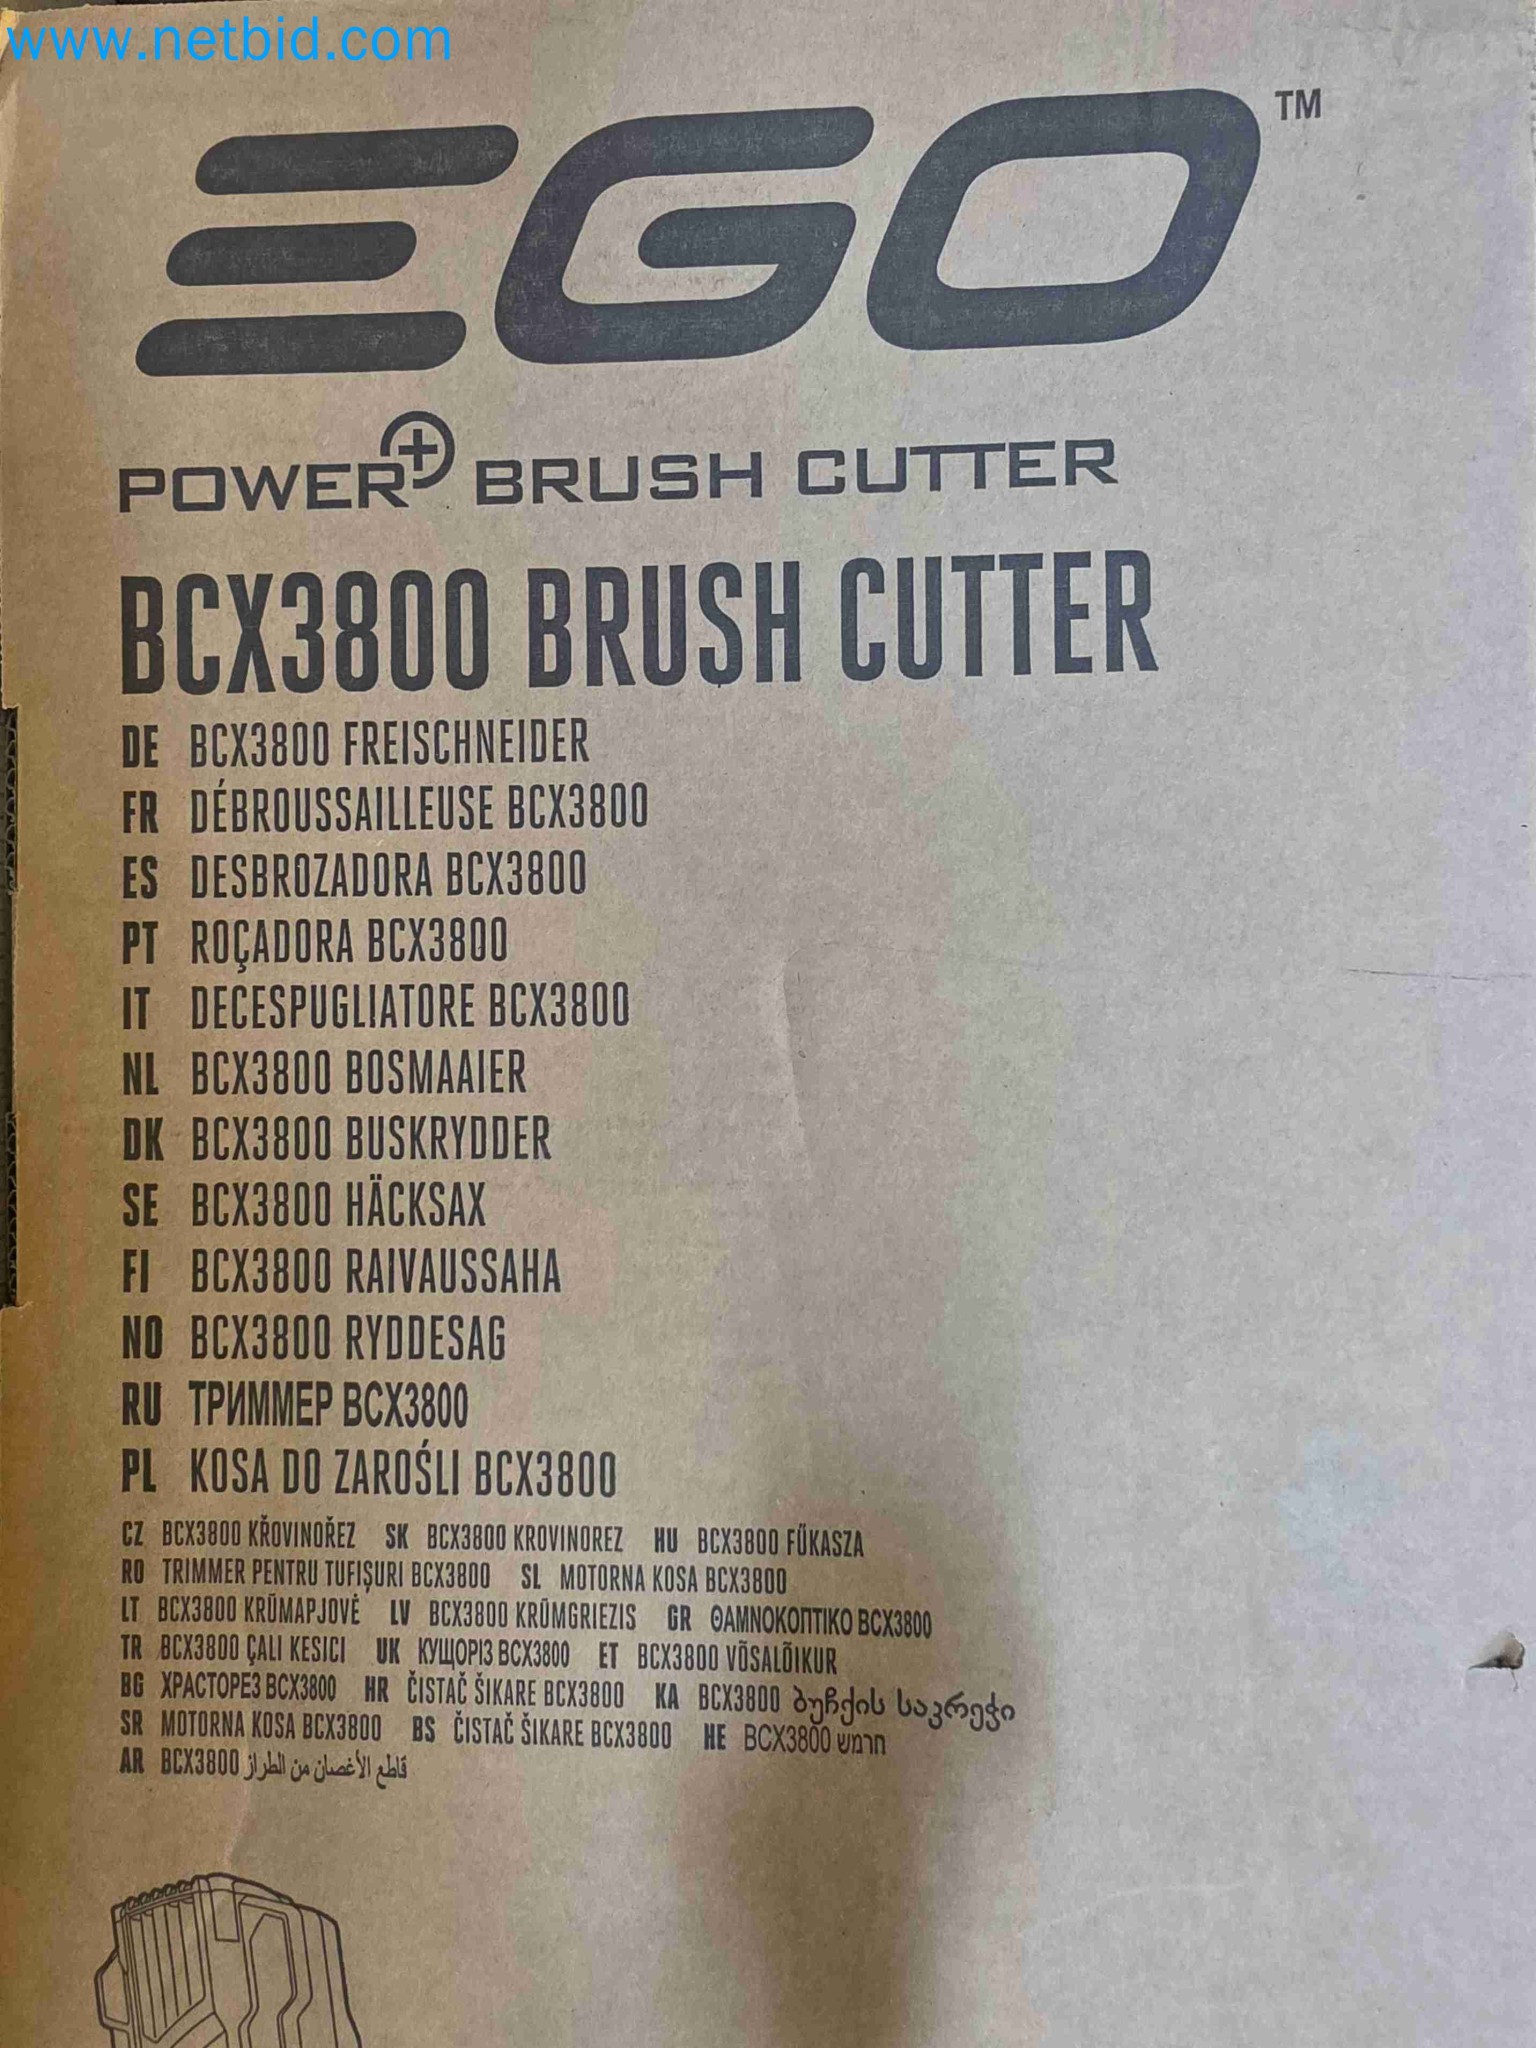 www.netbid.com
EGO™
POWER+ BRUSH CUTTER
BCX3800 BRUSH CUTTER
DE BCX3800 FREISCHNEIDER
FR DÉBROUSSAILLEUSE BCX3800
ES DESBROZADORA BCX3800
PT ROÇADORA BCX3800
IT DECESPUGLIATORE BCX3800
NL BCX3800 BOSMAAIER
DK BCX3800 BUSKRYDDER
SE BCX3800 HÄCKSAX
FI BCX3800 RAIVAUSSAHA
NO BCX3800 RYDDESAG
RU ТРИММЕР BCX3800
PL KOSA DO ZAROŚLI BCX3800
CZ BCX3800 KŘOVINOŘEZ SK BCX3800 KROVINOREZ HU BCX3800 FŰKASZA
RO TRIMMER PENTRU TUFIȘURI BCX3800 SL MOTORNA KOSA BCX3800
LT BCX3800 KRŪMAPJOVĖ LV BCX3800 KRŪMGRIEZIS GR ΘΑΜΝΟΚΟΠΤΙΚΟ BCX3800
TR BCX3800 ÇALI KESICI UK КУЩОРІЗ BCX3800 ET BCX3800 VÕSALÕIKUR
BG ХРАСТОРЕЗ BCX3800 HR ČISTAČ ŠIKARE BCX3800 KA BCX3800 ბუჩქის საკრეჭი
SR MOTORNA KOSA BCX3800 BS ČISTAČ ŠIKARE BCX3800 HE BCX3800 חרמש
AR BCX3800 قاطع الأغصان من الطراز